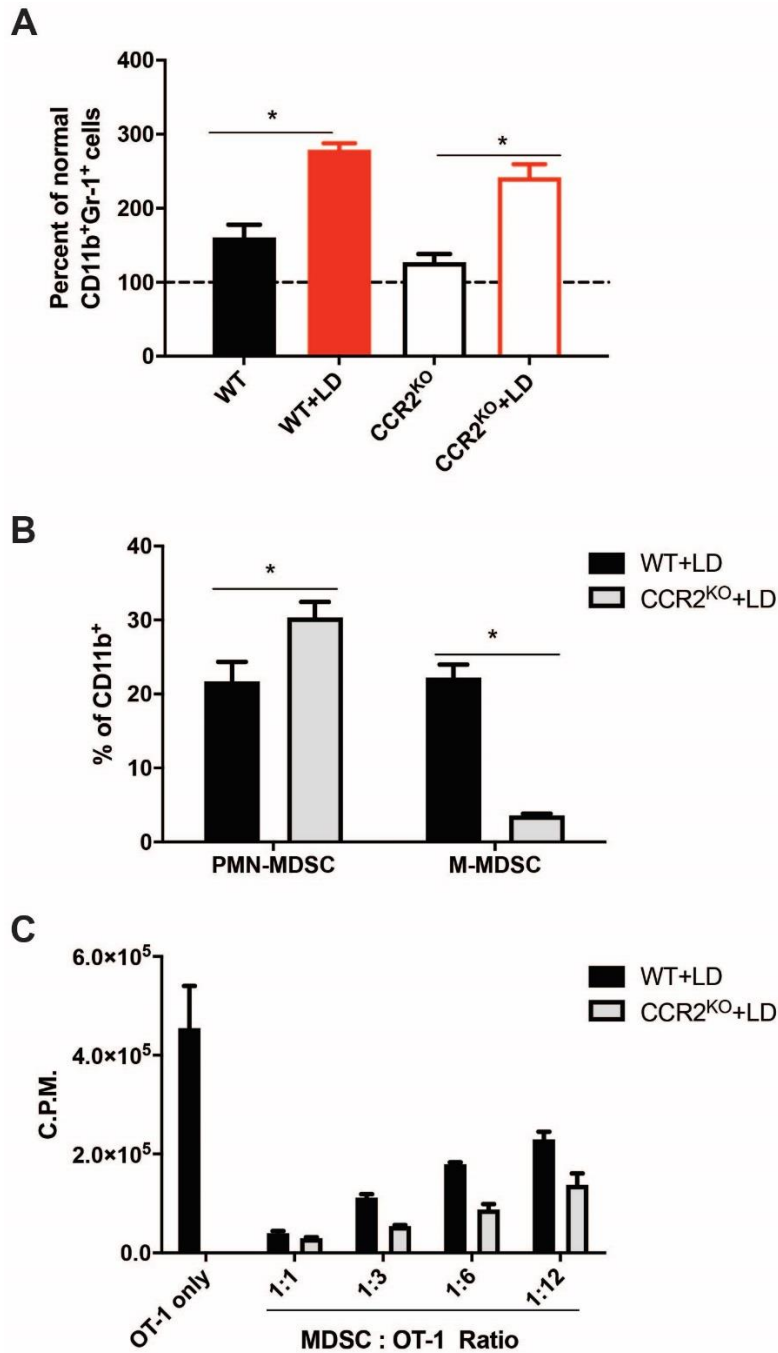 A
Percent of normal
CD11b⁺Gr-1⁺ cells
400
300
200
100
0
*
*
WT
WT+LD
CCR2ᴷᴼ
CCR2ᴷᴼ+LD
B
% of CD11b⁺
40
30
20
10
0
*
*
PMN-MDSC
M-MDSC
WT+LD
CCR2ᴷᴼ+LD
C
C.P.M.
6.0×10⁵
4.0×10⁵
2.0×10⁵
0.0
OT-1 only
1:1
1:3
1:6
1:12
MDSC : OT-1 Ratio
WT+LD
CCR2ᴷᴼ+LD